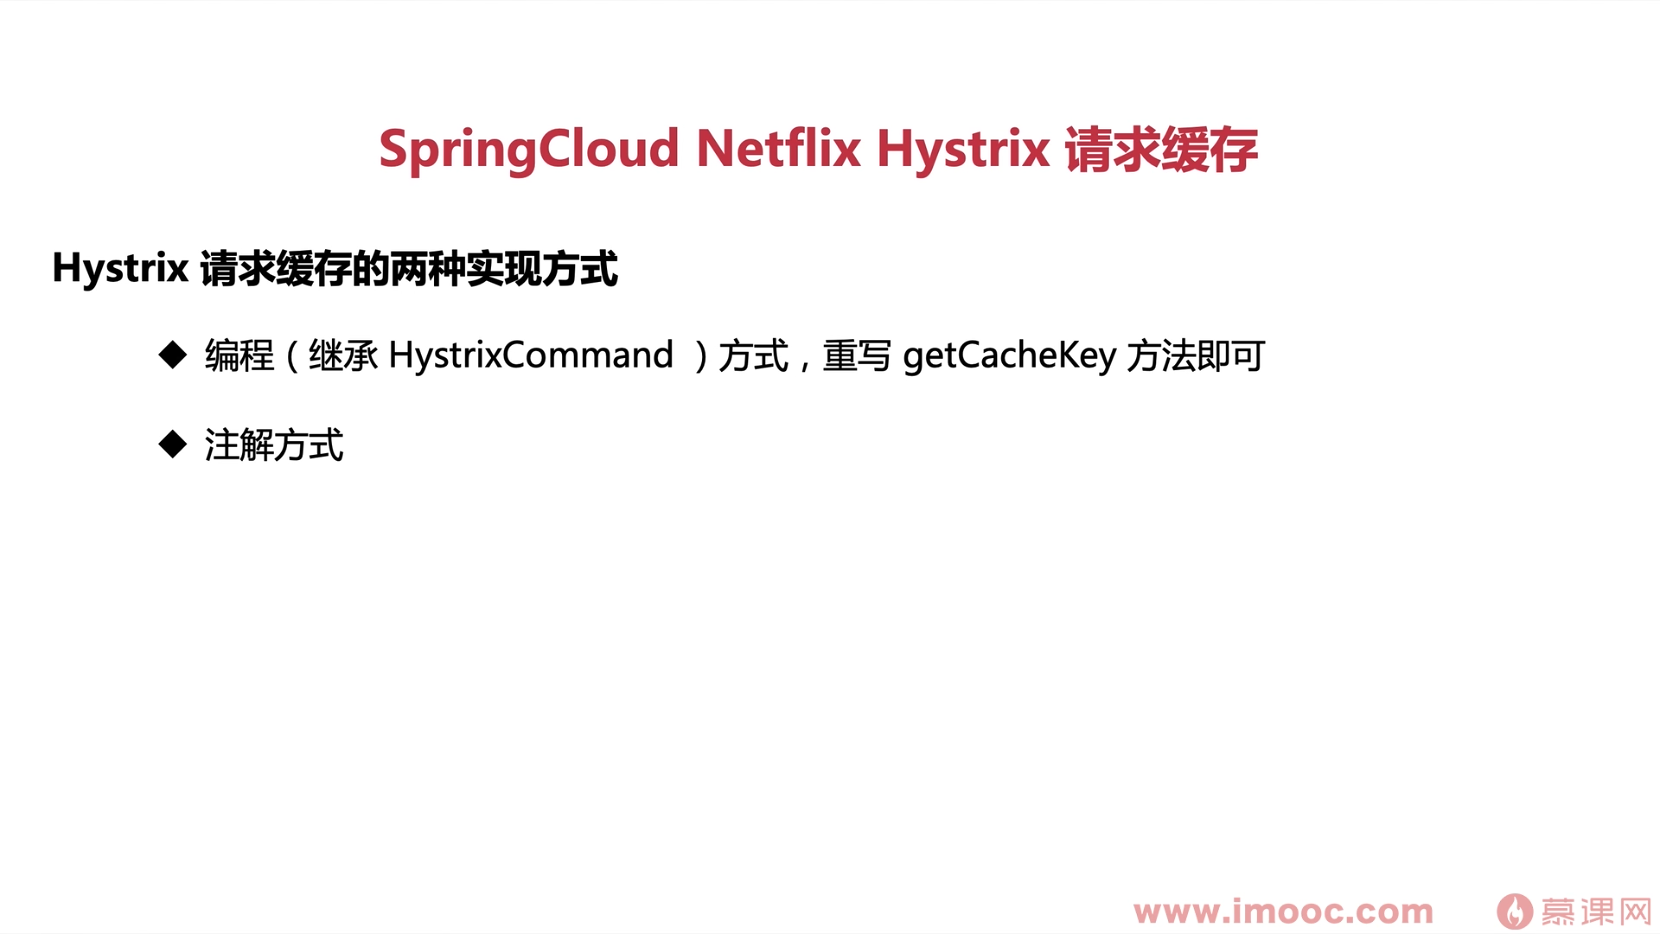 SpringCloud Netflix Hystrix 请求缓存
Hystrix 请求缓存的两种实现方式
◆ 编程（继承 HystrixCommand ）方式，重写 getCacheKey 方法即可
◆ 注解方式
www.imooc.com 慕课网